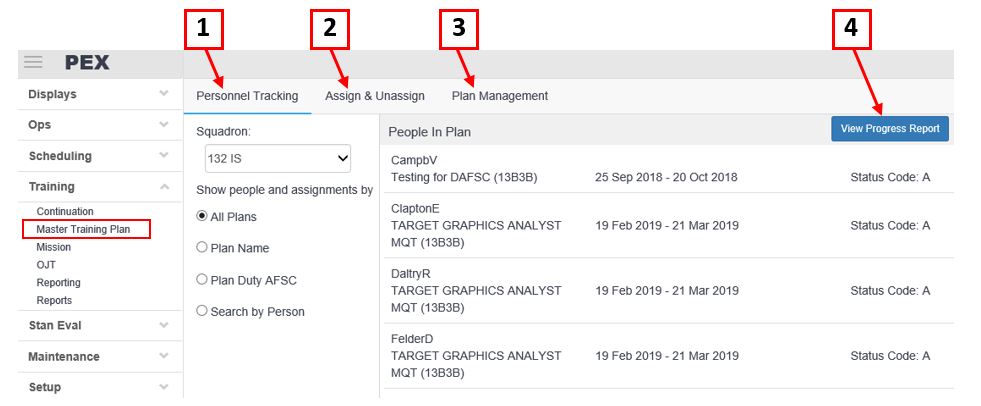 1
2
3
4
PEX
Displays
Ops
Scheduling
Training
Continuation
Master Training Plan
Mission
OJT
Reporting
Reports
Stan Eval
Maintenance
Setup
Personnel Tracking
Assign & Unassign
Plan Management
Squadron:
132 IS
Show people and assignments by
All Plans
Plan Name
Plan Duty AFSC
Search by Person
People In Plan
View Progress Report
CampbV
Testing for DAFSC (13B3B) 25 Sep 2018 - 20 Oct 2018 Status Code: A
ClaptonE
TARGET GRAPHICS ANALYST 19 Feb 2019 - 21 Mar 2019 Status Code: A
MQT (13B3B)
DaltryR
TARGET GRAPHICS ANALYST 19 Feb 2019 - 21 Mar 2019 Status Code: A
MQT (13B3B)
FelderD
TARGET GRAPHICS ANALYST 19 Feb 2019 - 21 Mar 2019 Status Code: A
MQT (13B3B)